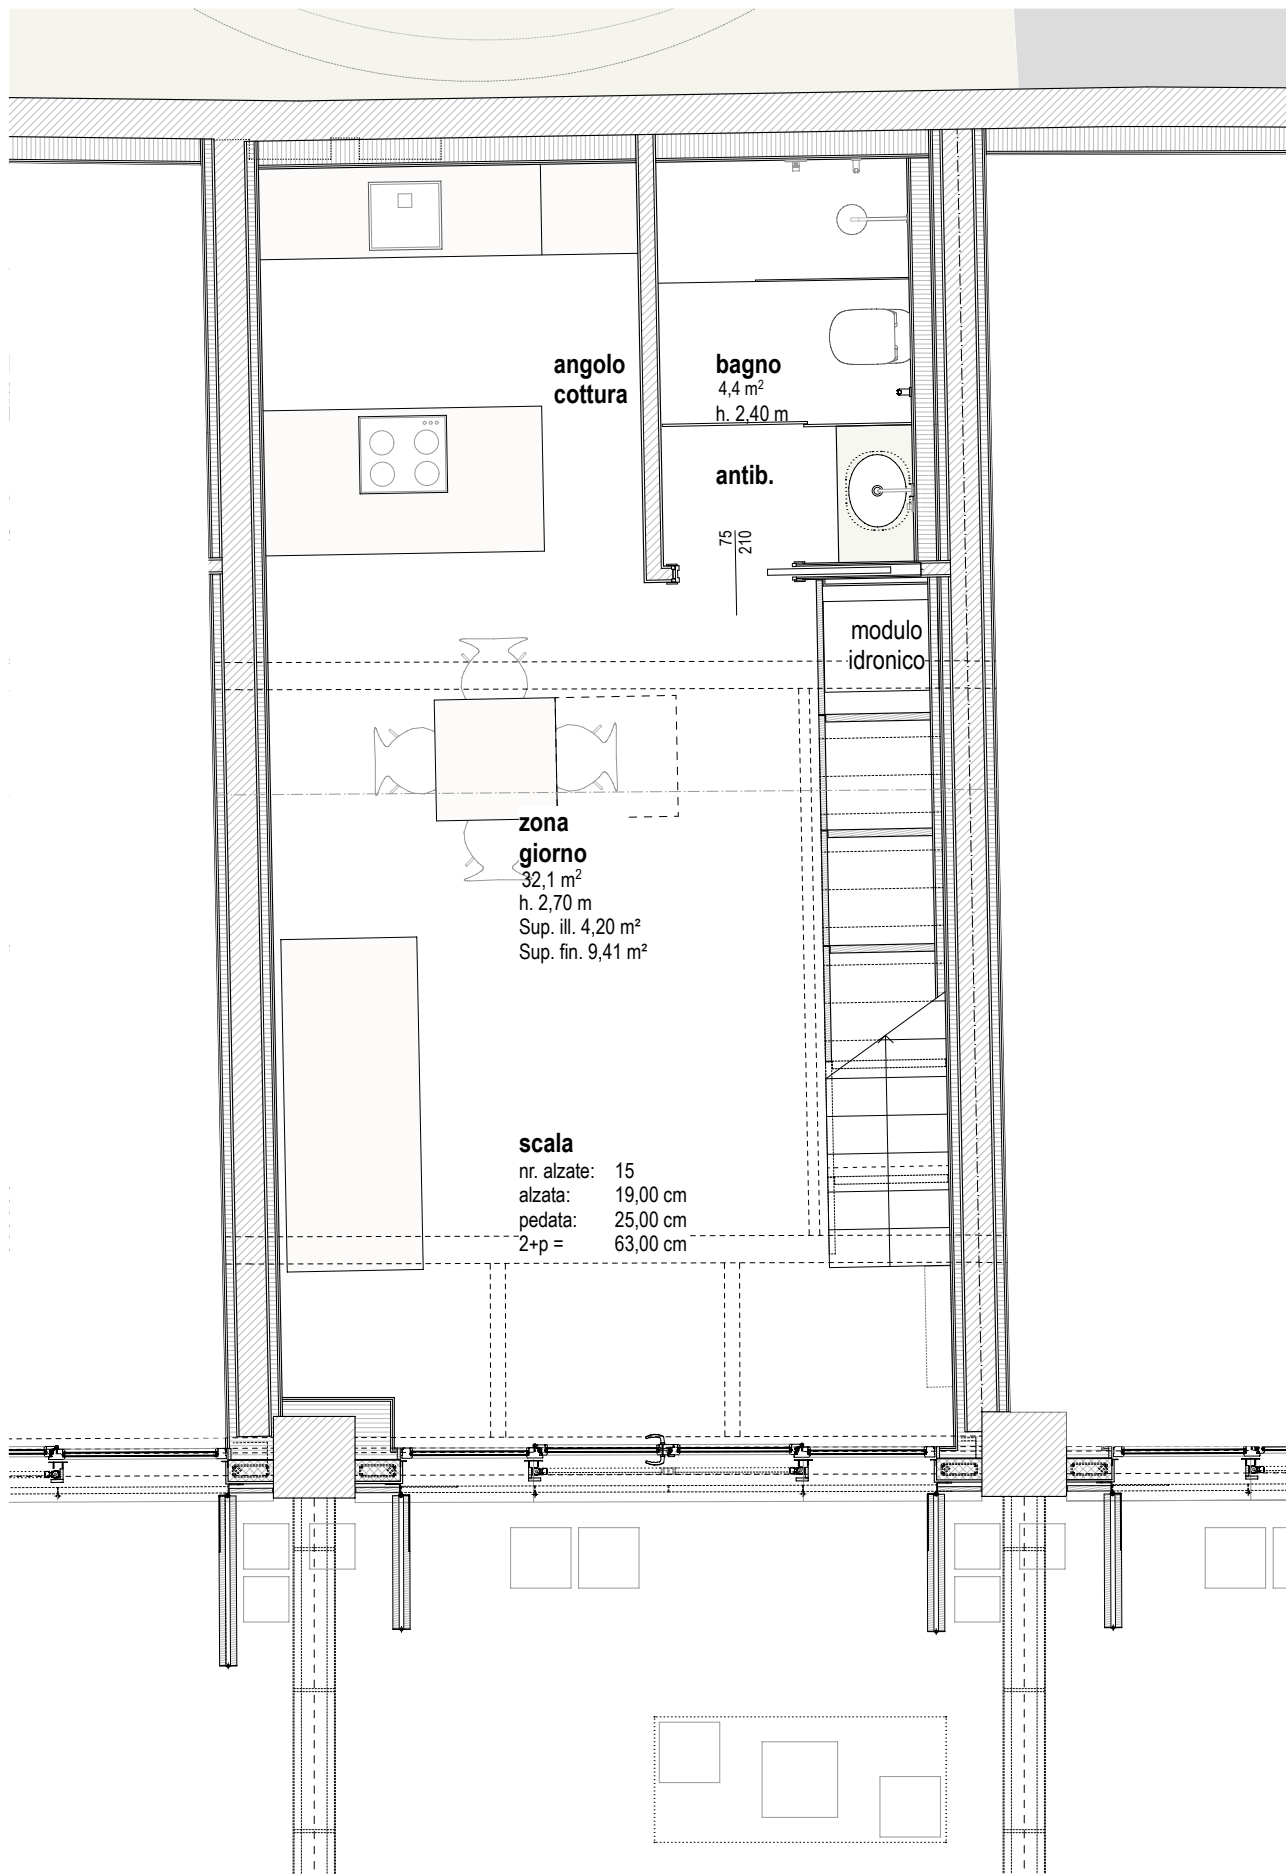 angolo
cottura
bagno
4,4 m²
h. 2,40 m
antib.
75
210
modulo
idronico
zona
giorno
32,1 m²
h. 2,70 m
Sup. ill. 4,20 m²
Sup. fin. 9,41 m²
scala
nr. alzate: 15
alzata: 19,00 cm
pedata: 25,00 cm
2+p = 63,00 cm